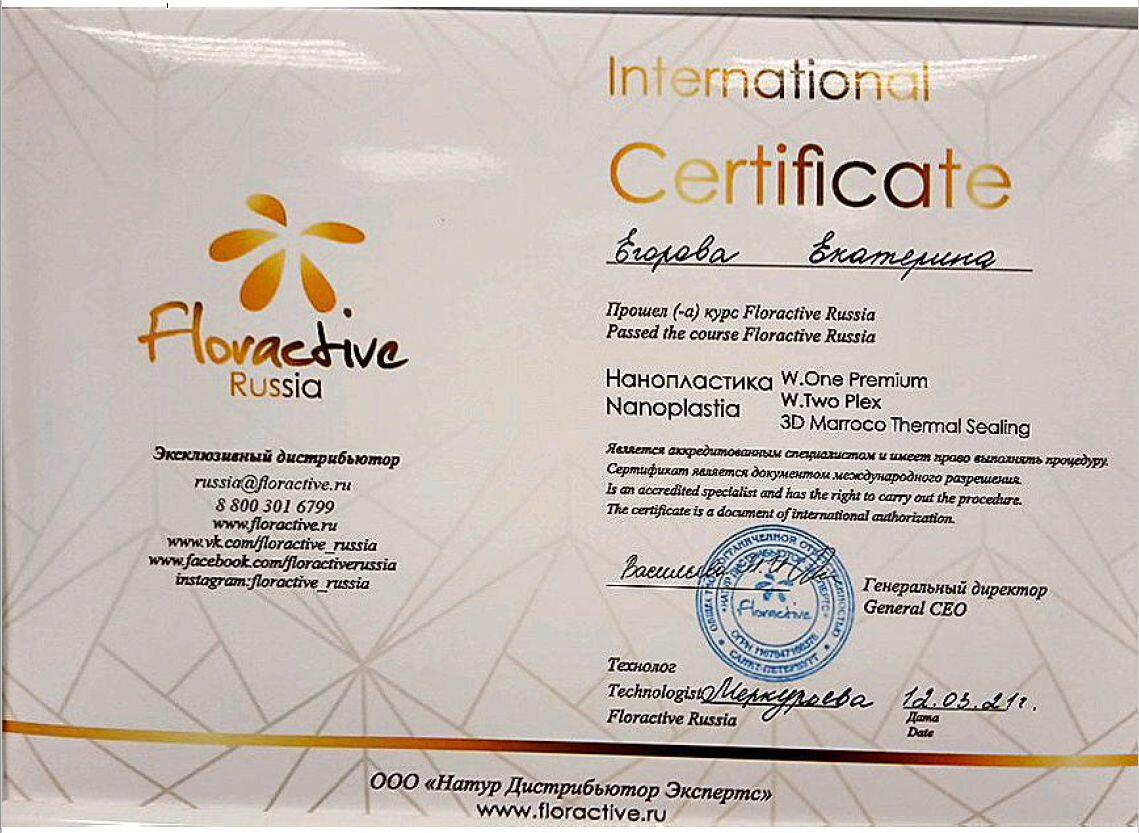 International
Certificate
Егорова Екатерина
Прошел (-а) курс Floractive Russia
Passed the course Floractive Russia
Нанопластика
Nanoplastia
W.One Premium
W.Two Plex
3D Marroco Thermal Sealing
Является аккредитованным специалистом и имеет право выполнять процедуру.
Сертификат является документом международного разрешения.
Is an accredited specialist and has the right to carry out the procedure.
The certificate is a document of international authorization.
Генеральный директор
General CEO
Floractive
САНКТ-ПЕТЕРБУРГ
Технолог
Technologist
Floractive Russia
12.03.21г.
Дата
Date
Floractive
Russia
Эксклюзивный дистрибьютор
russia@floractive.ru
8 800 301 6799
www.floractive.ru
www.vk.com/floractive_russia
www.facebook.com/floractiverussia
instagram:floractive_russia
ООО «Натур Дистрибьютор Экспертс»
www.floractive.ru